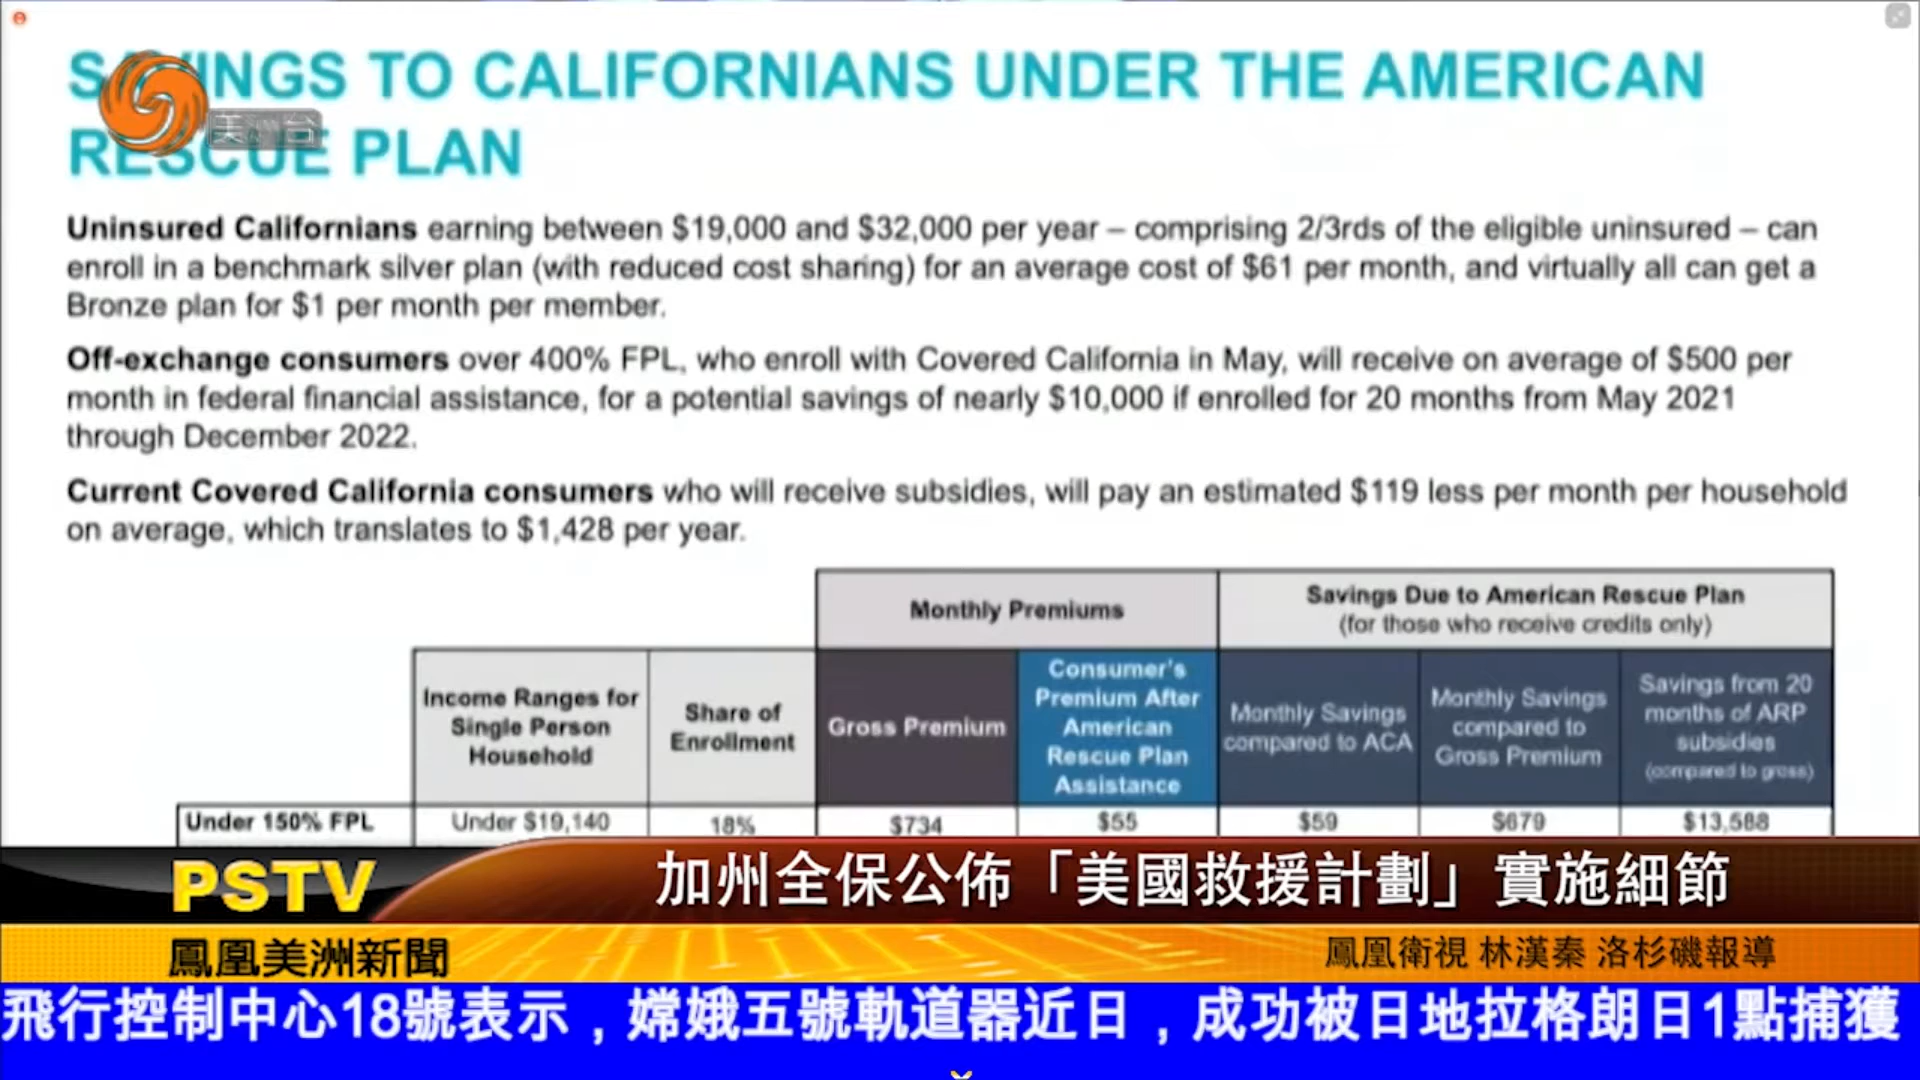 SAVINGS TO CALIFORNIANS UNDER THE AMERICAN
RESCUE PLAN
美洲台
Uninsured Californians earning between $19,000 and $32,000 per year – comprising 2/3rds of the eligible uninsured – can
enroll in a benchmark silver plan (with reduced cost sharing) for an average cost of $61 per month, and virtually all can get a
Bronze plan for $1 per month per member.
Off-exchange consumers over 400% FPL, who enroll with Covered California in May, will receive on average of $500 per
month in federal financial assistance, for a potential savings of nearly $10,000 if enrolled for 20 months from May 2021
through December 2022.
Current Covered California consumers who will receive subsidies, will pay an estimated $119 less per month per household
on average, which translates to $1,428 per year.
Monthly Premiums
Savings Due to American Rescue Plan
(for those who receive credits only)
Income Ranges for
Single Person
Household
Share of
Enrollment
Gross Premium
Consumer's
Premium After
American
Rescue Plan
Assistance
Monthly Savings
compared to ACA
Monthly Savings
compared to
Gross Premium
Savings from 20
months of ARP
subsidies
(compared to gross)
Under 150% FPL Under $19,140 18% $734 $55 $59 $679 $13,588
PSTV
加州全保公佈「美國救援計劃」實施細節
鳳凰美洲新聞
鳳凰衛視 林漢秦 洛杉磯報導
飛行控制中心18號表示，嫦娥五號軌道器近日，成功被日地拉格朗日1點捕獲